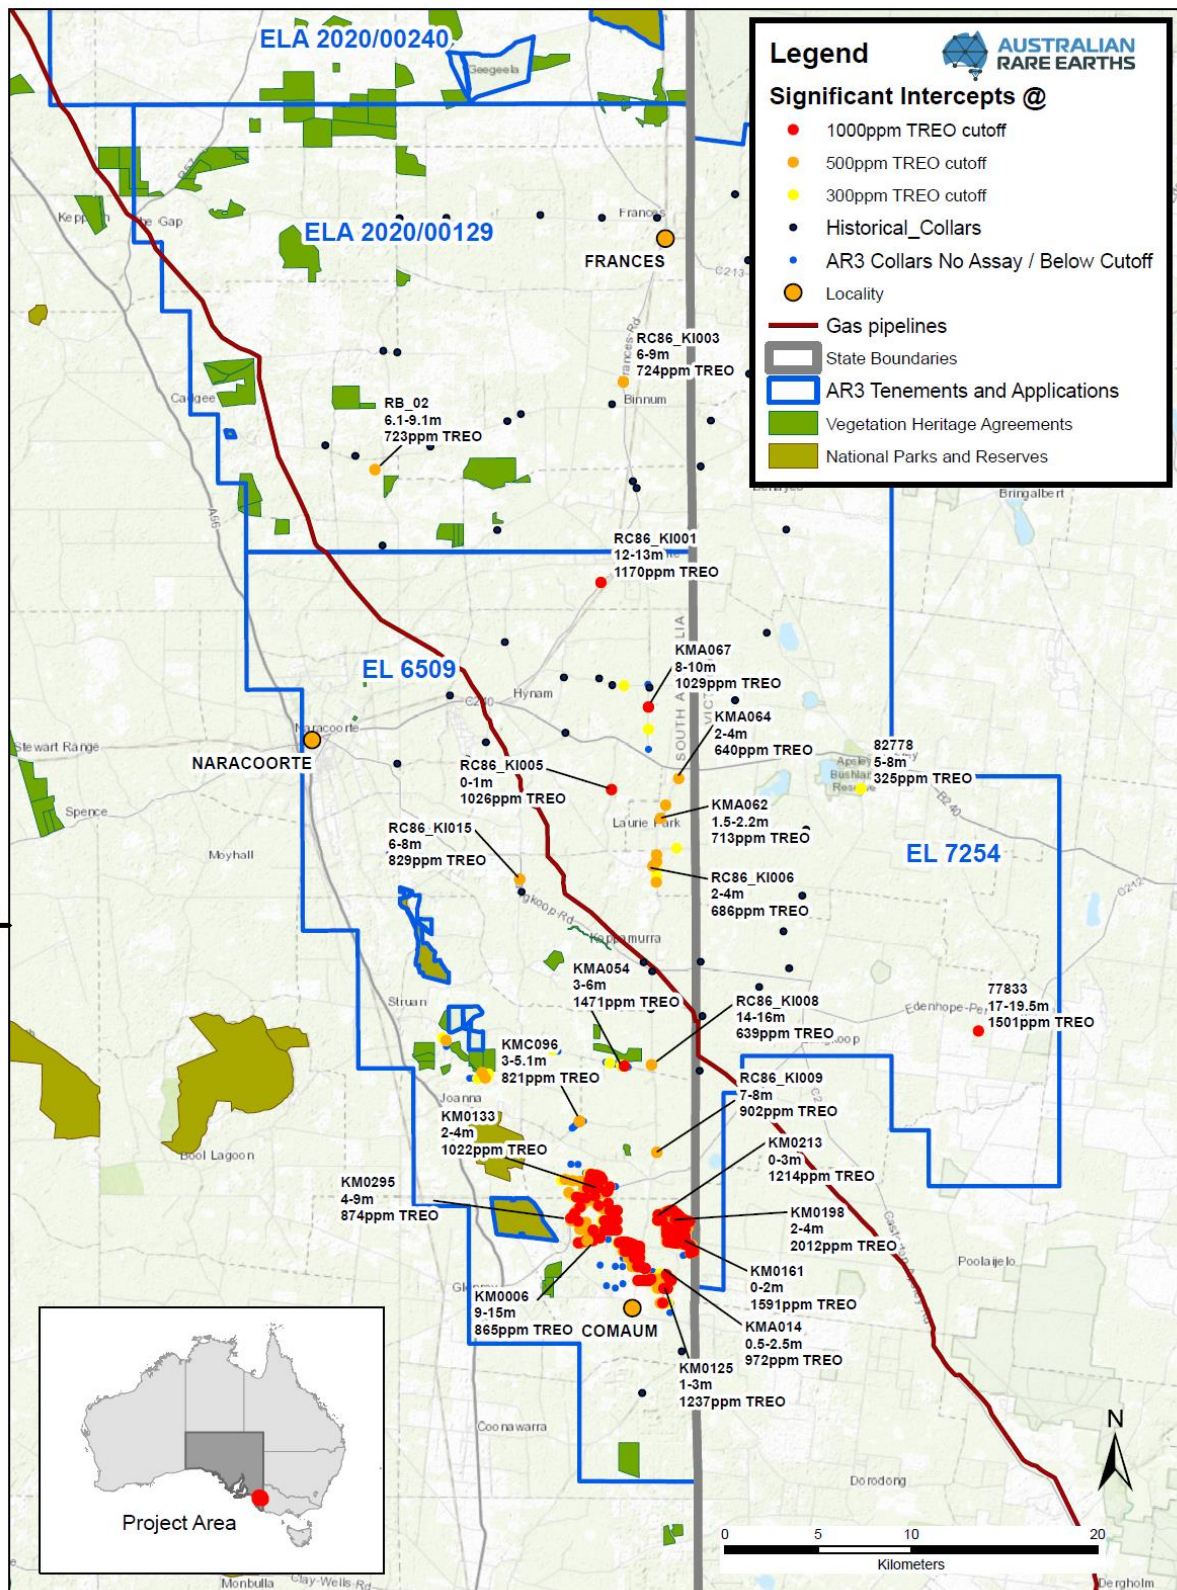 ELA 2020/00240
Geegeela
Legend
AUSTRALIAN
RARE EARTHS
Significant Intercepts @
1000ppm TREO cutoff
500ppm TREO cutoff
300ppm TREO cutoff
Historical_Collars
AR3 Collars No Assay / Below Cutoff
Locality
Gas pipelines
State Boundaries
AR3 Tenements and Applications
Vegetation Heritage Agreements
National Parks and Reserves
Frances
ELA 2020/00129
FRANCES
C213
RC86_KI003
6-9m
724ppm TREO
Binnum
Cadgee
RB_02
6.1-9.1m
723ppm TREO
A66
Bringalbert
RC86_KI001
12-13m
1170ppm TREO
EL 6509
Hynam
C240
KMA067
8-10m
1029ppm TREO
SOUTH AUSTRALIA
KMA064
2-4m
640ppm TREO
Naracoorte
NARACOORTE
Stewart Range
Spence
Moyhall
RC86_KI005
0-1m
1026ppm TREO
82778
5-8m
325ppm TREO
B240
Laurie Park
KMA062
1.5-2.2m
713ppm TREO
RC86_KI015
6-8m
829ppm TREO
EL 7254
RC86_KI006
2-4m
686ppm TREO
C212
Koppamurra
KMA054
3-6m
1471ppm TREO
RC86_KI008
14-16m
639ppm TREO
77833
17-19.5m
1501ppm TREO
Struan
KMC096
3-5.1m
821ppm TREO
RC86_KI009
7-8m
902ppm TREO
Joanna
KM0133
2-4m
1022ppm TREO
KM0213
0-3m
1214ppm TREO
Bool Lagoon
KM0295
4-9m
874ppm TREO
KM0198
2-4m
2012ppm TREO
Poolaijelo
KM0161
0-2m
1591ppm TREO
KM0006
9-15m
865ppm TREO
COMAUM
KMA014
0.5-2.5m
972ppm TREO
KM0125
1-3m
1237ppm TREO
Coonawarra
Project Area
N
Dorodong
0 5 10 20
Kilometers
Monbulla
Clay-Wells-Rd
Dergholm